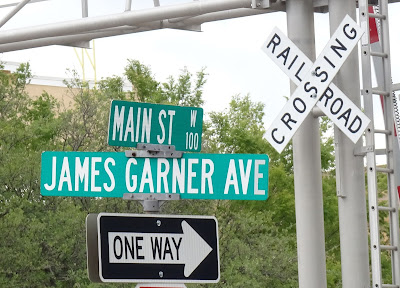 MAIN ST W
100
JAMES GARNER AVE
ONE WAY
RAILROAD
CROSSING